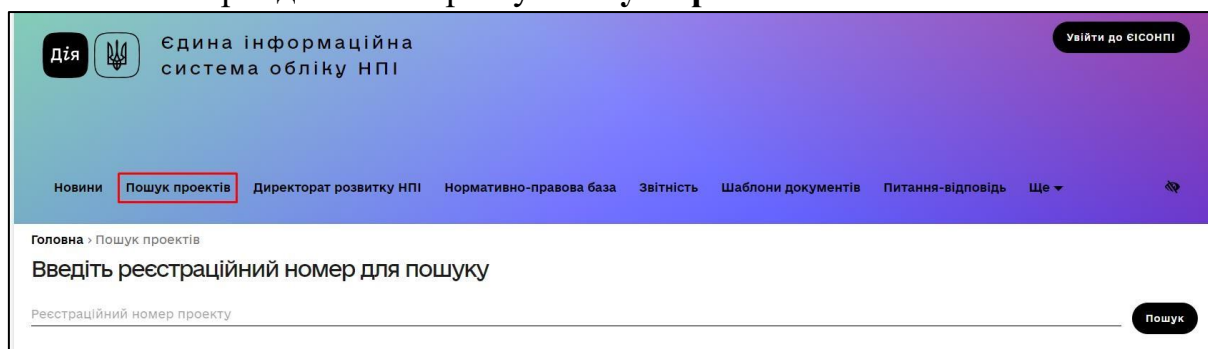 Дія
Єдина інформаційна
система обліку НПІ
Увійти до ЄІСОНПІ
Новини Пошук проектів Директорат розвитку НПІ Нормативно-правова база Звітність Шаблони документів Питання-відповідь Ще
Головна › Пошук проектів
Введіть реєстраційний номер для пошуку
Реєстраційний номер проекту
Пошук